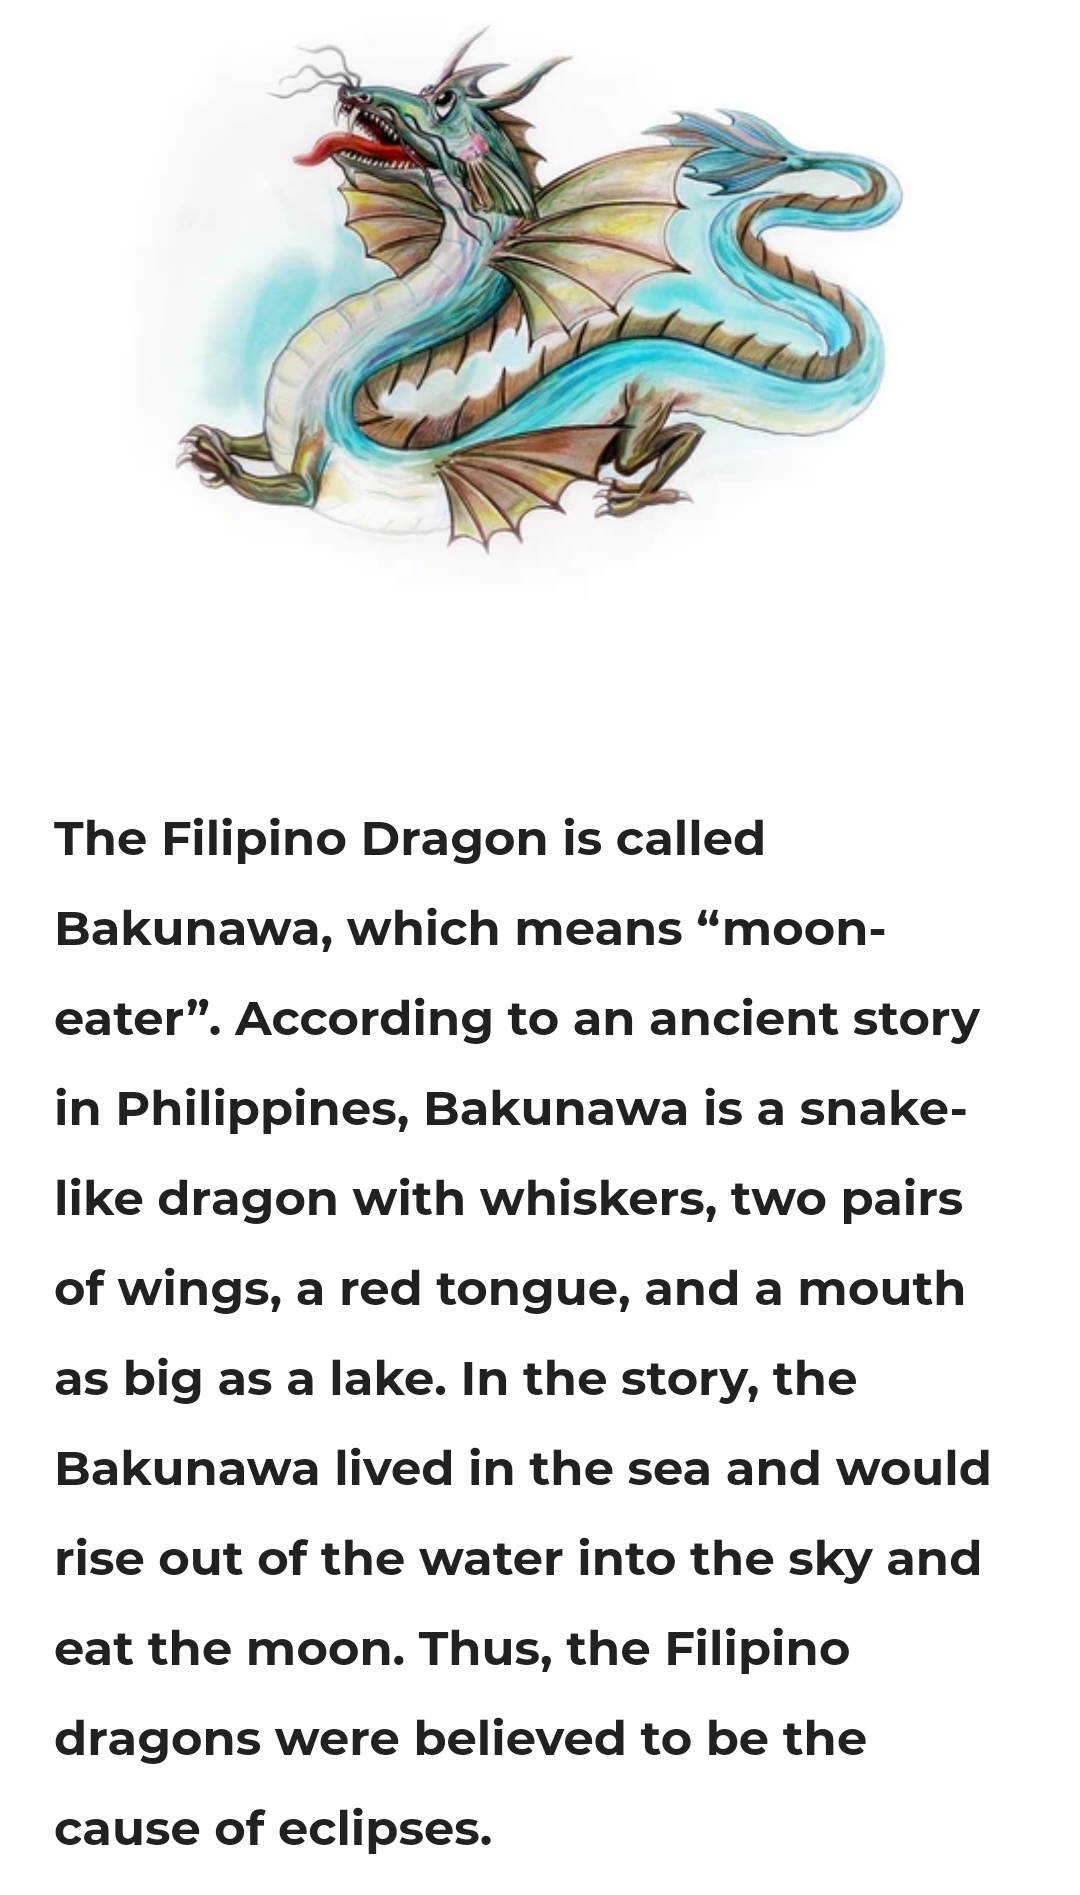 The Filipino Dragon is called
Bakunawa, which means “moon-
eater”. According to an ancient story
in Philippines, Bakunawa is a snake-
like dragon with whiskers, two pairs
of wings, a red tongue, and a mouth
as big as a lake. In the story, the
Bakunawa lived in the sea and would
rise out of the water into the sky and
eat the moon. Thus, the Filipino
dragons were believed to be the
cause of eclipses.